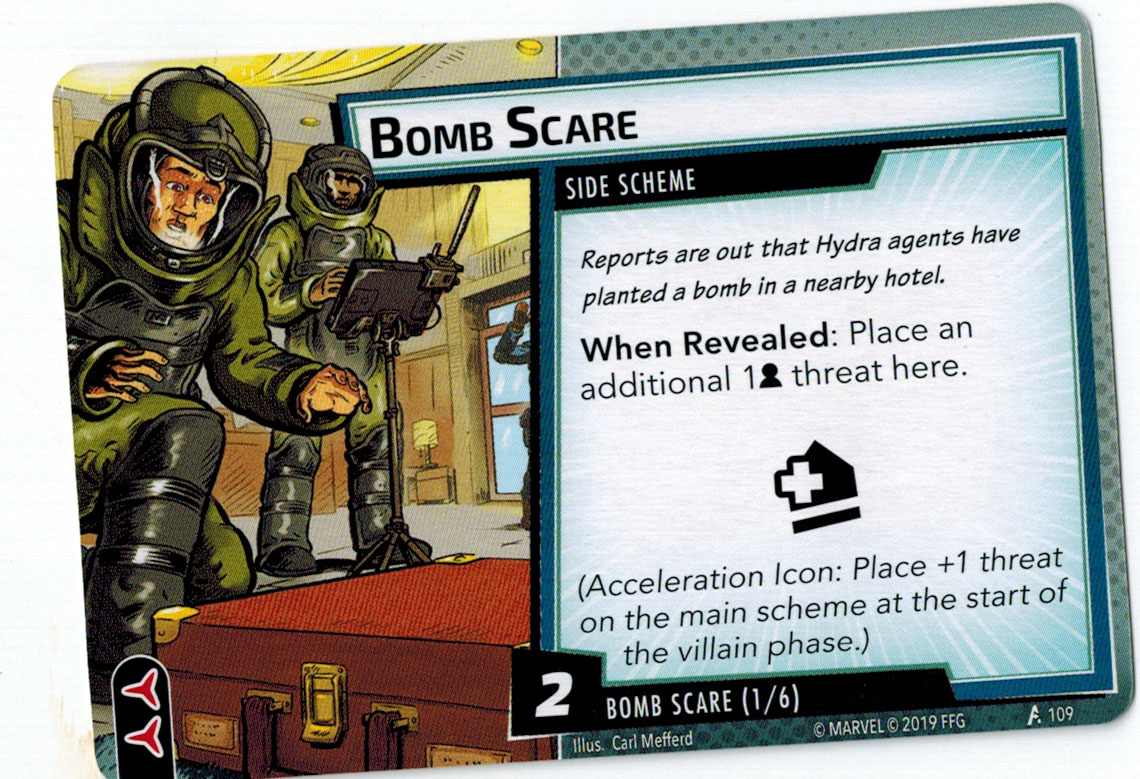 BOMB SCARE
SIDE SCHEME
Reports are out that Hydra agents have
planted a bomb in a nearby hotel.
When Revealed: Place an
additional 1 threat here.
(Acceleration Icon: Place +1 threat
on the main scheme at the start of
the villain phase.)
2
BOMB SCARE (1/6)
Illus. Carl Mefferd
© MARVEL © 2019 FFG
109